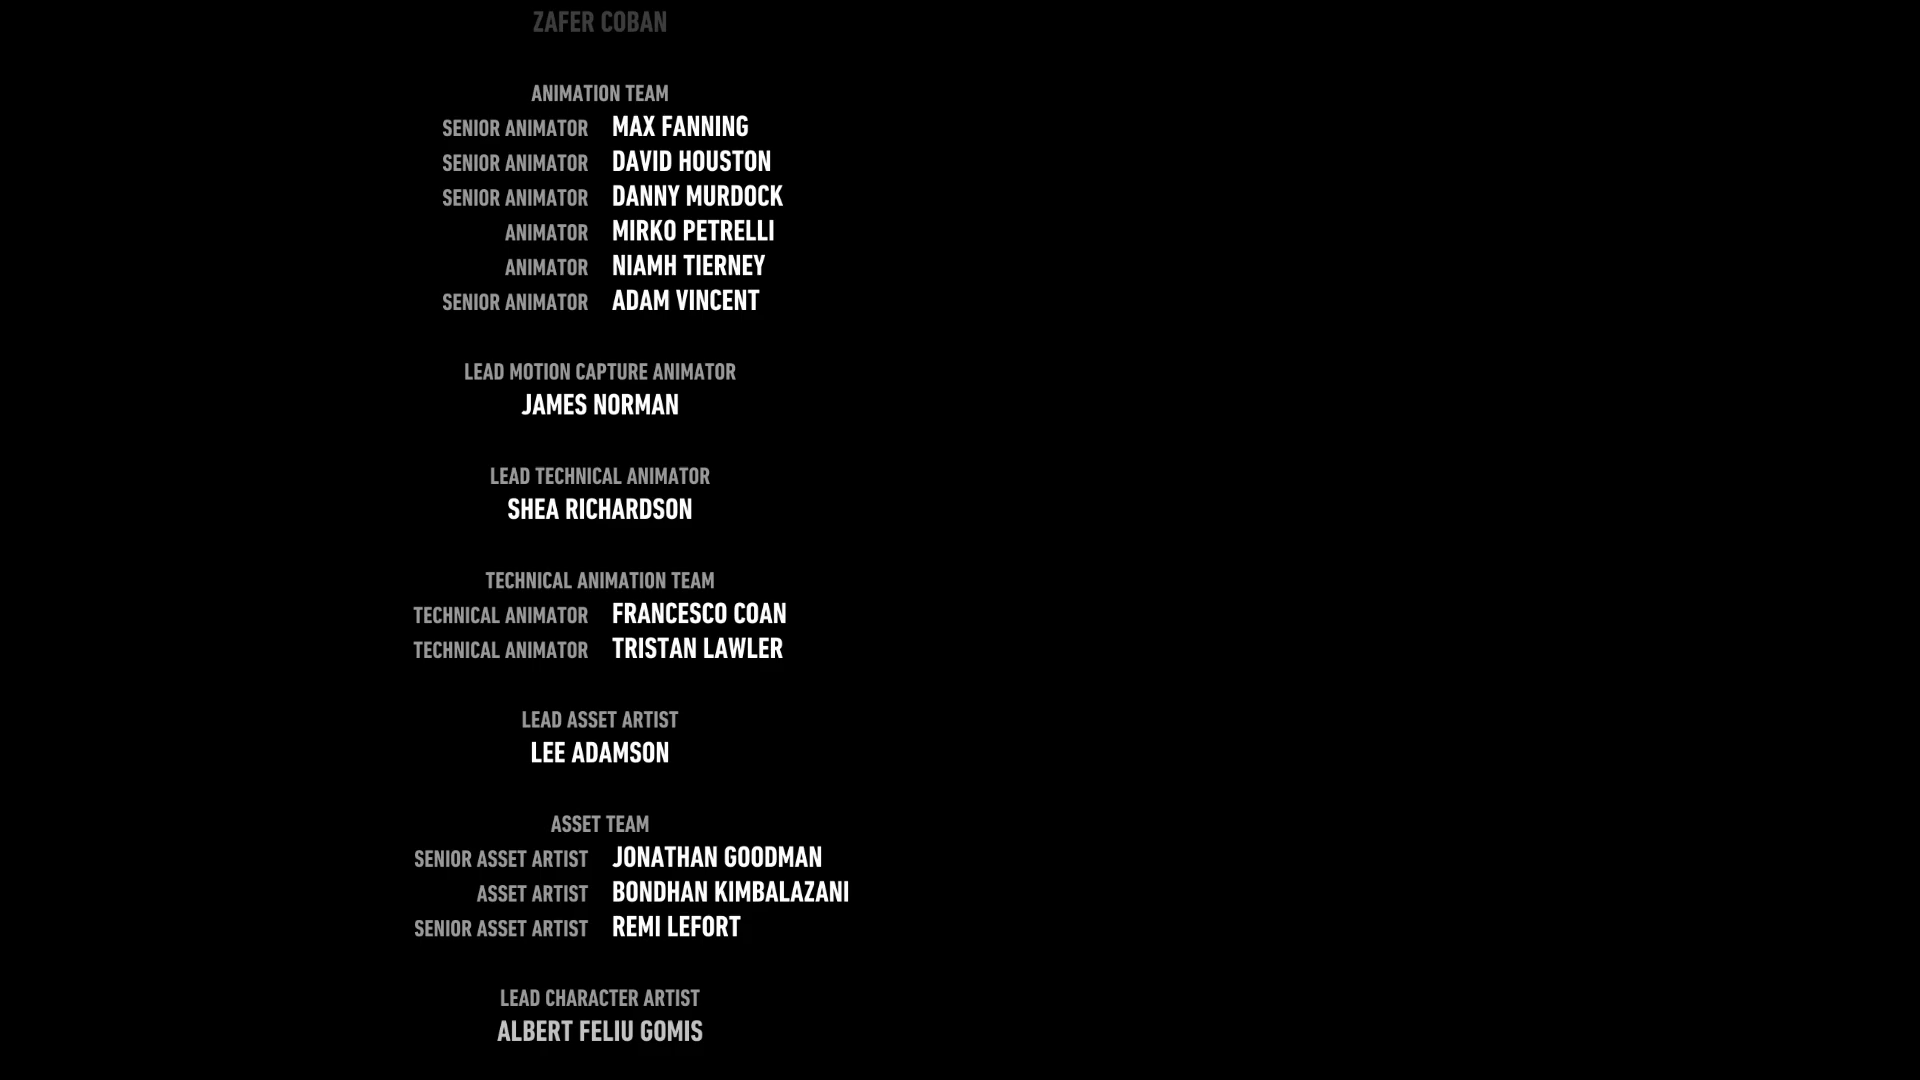 ZAFER COBAN
ANIMATION TEAM
SENIOR ANIMATOR MAX FANNING
SENIOR ANIMATOR DAVID HOUSTON
SENIOR ANIMATOR DANNY MURDOCK
ANIMATOR MIRKO PETRELLI
ANIMATOR NIAMH TIERNEY
SENIOR ANIMATOR ADAM VINCENT
LEAD MOTION CAPTURE ANIMATOR
JAMES NORMAN
LEAD TECHNICAL ANIMATOR
SHEA RICHARDSON
TECHNICAL ANIMATION TEAM
TECHNICAL ANIMATOR FRANCESCO COAN
TECHNICAL ANIMATOR TRISTAN LAWLER
LEAD ASSET ARTIST
LEE ADAMSON
ASSET TEAM
SENIOR ASSET ARTIST JONATHAN GOODMAN
ASSET ARTIST BONDHAN KIMBALAZANI
SENIOR ASSET ARTIST REMI LEFORT
LEAD CHARACTER ARTIST
ALBERT FELIU GOMIS